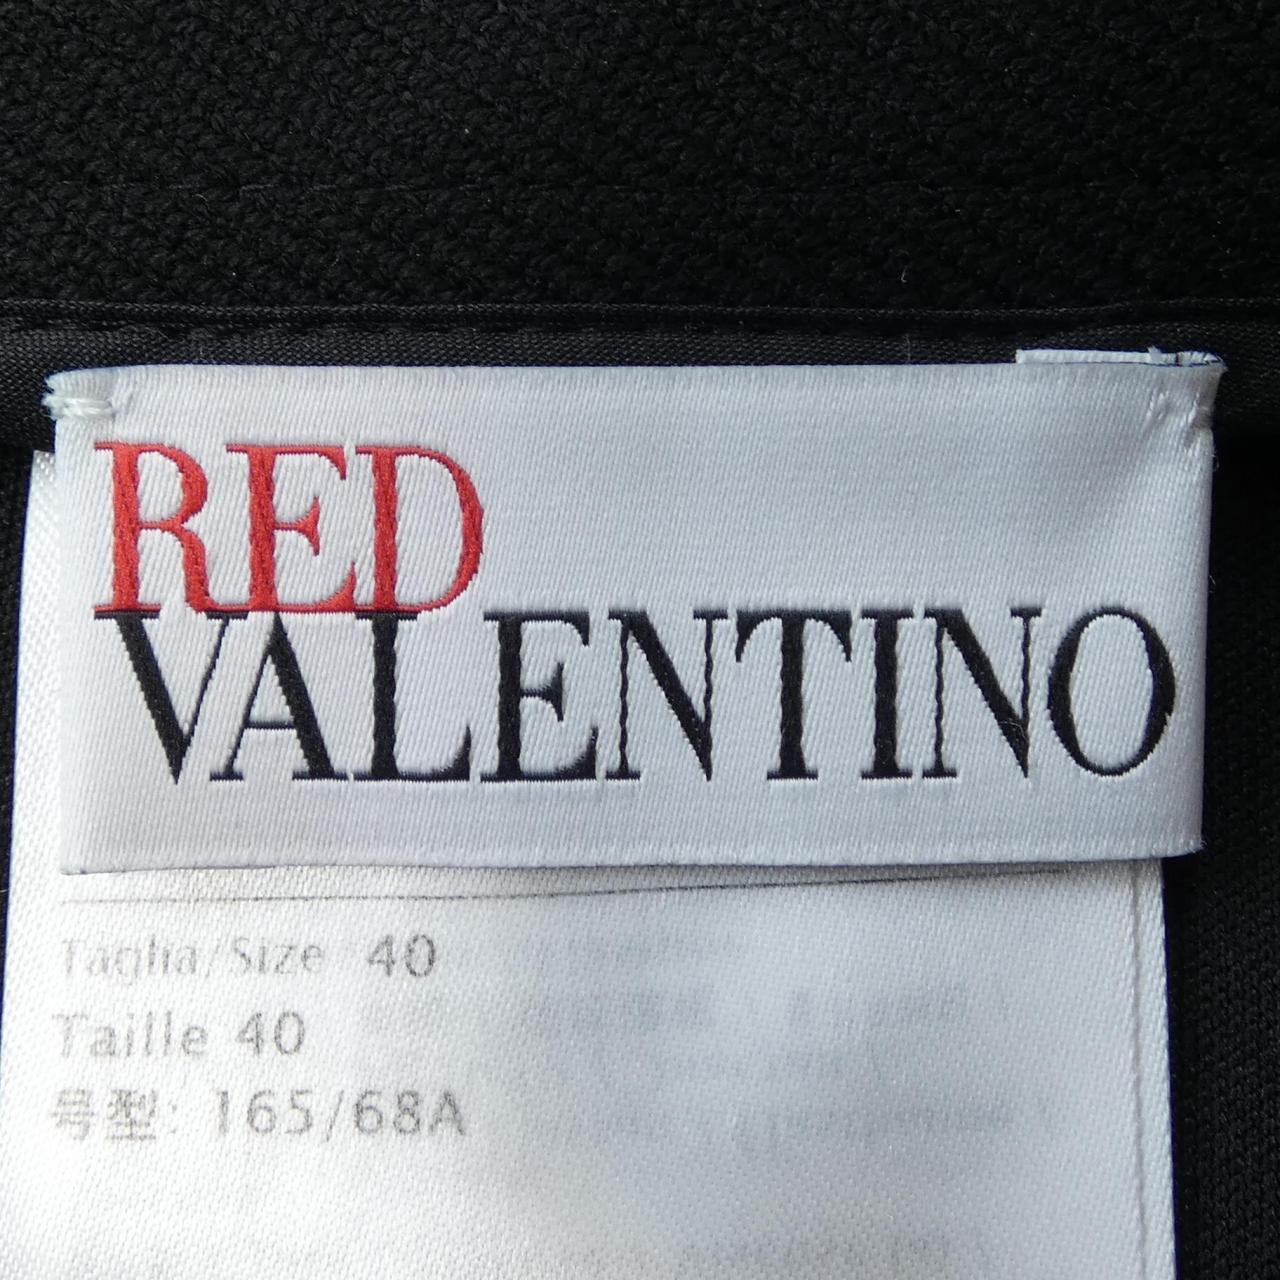 RED
VALENTINO
Taglia/Size 40
Taille 40
号型: 165/68A